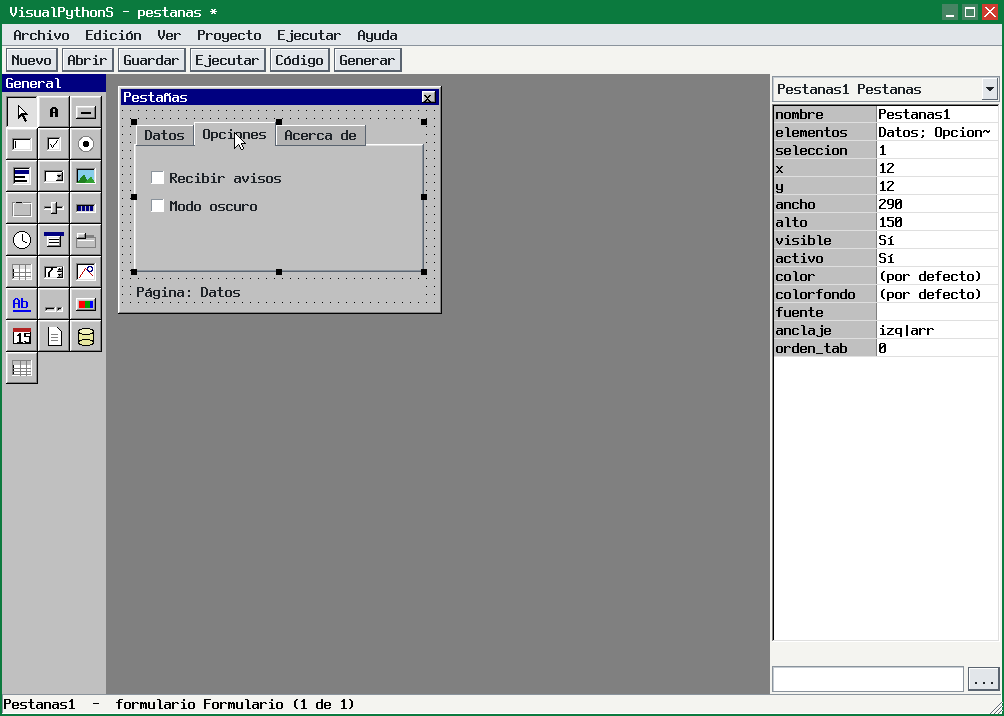 VisualPythonS - pestanas *
Archivo Edición Ver Proyecto Ejecutar Ayuda
Nuevo Abrir Guardar Ejecutar Código Generar
General
A
Ab
15
Pestañas
x
Datos Opciones Acerca de
Recibir avisos
Modo oscuro
Página: Datos
Pestanas1 Pestanas
nombre Pestanas1
elementos Datos; Opcion~
seleccion 1
x 12
y 12
ancho 290
alto 150
visible Sí
activo Sí
color (por defecto)
colorfondo (por defecto)
fuente
anclaje izq|arr
orden_tab 0
...
Pestanas1 - formulario Formulario (1 de 1)